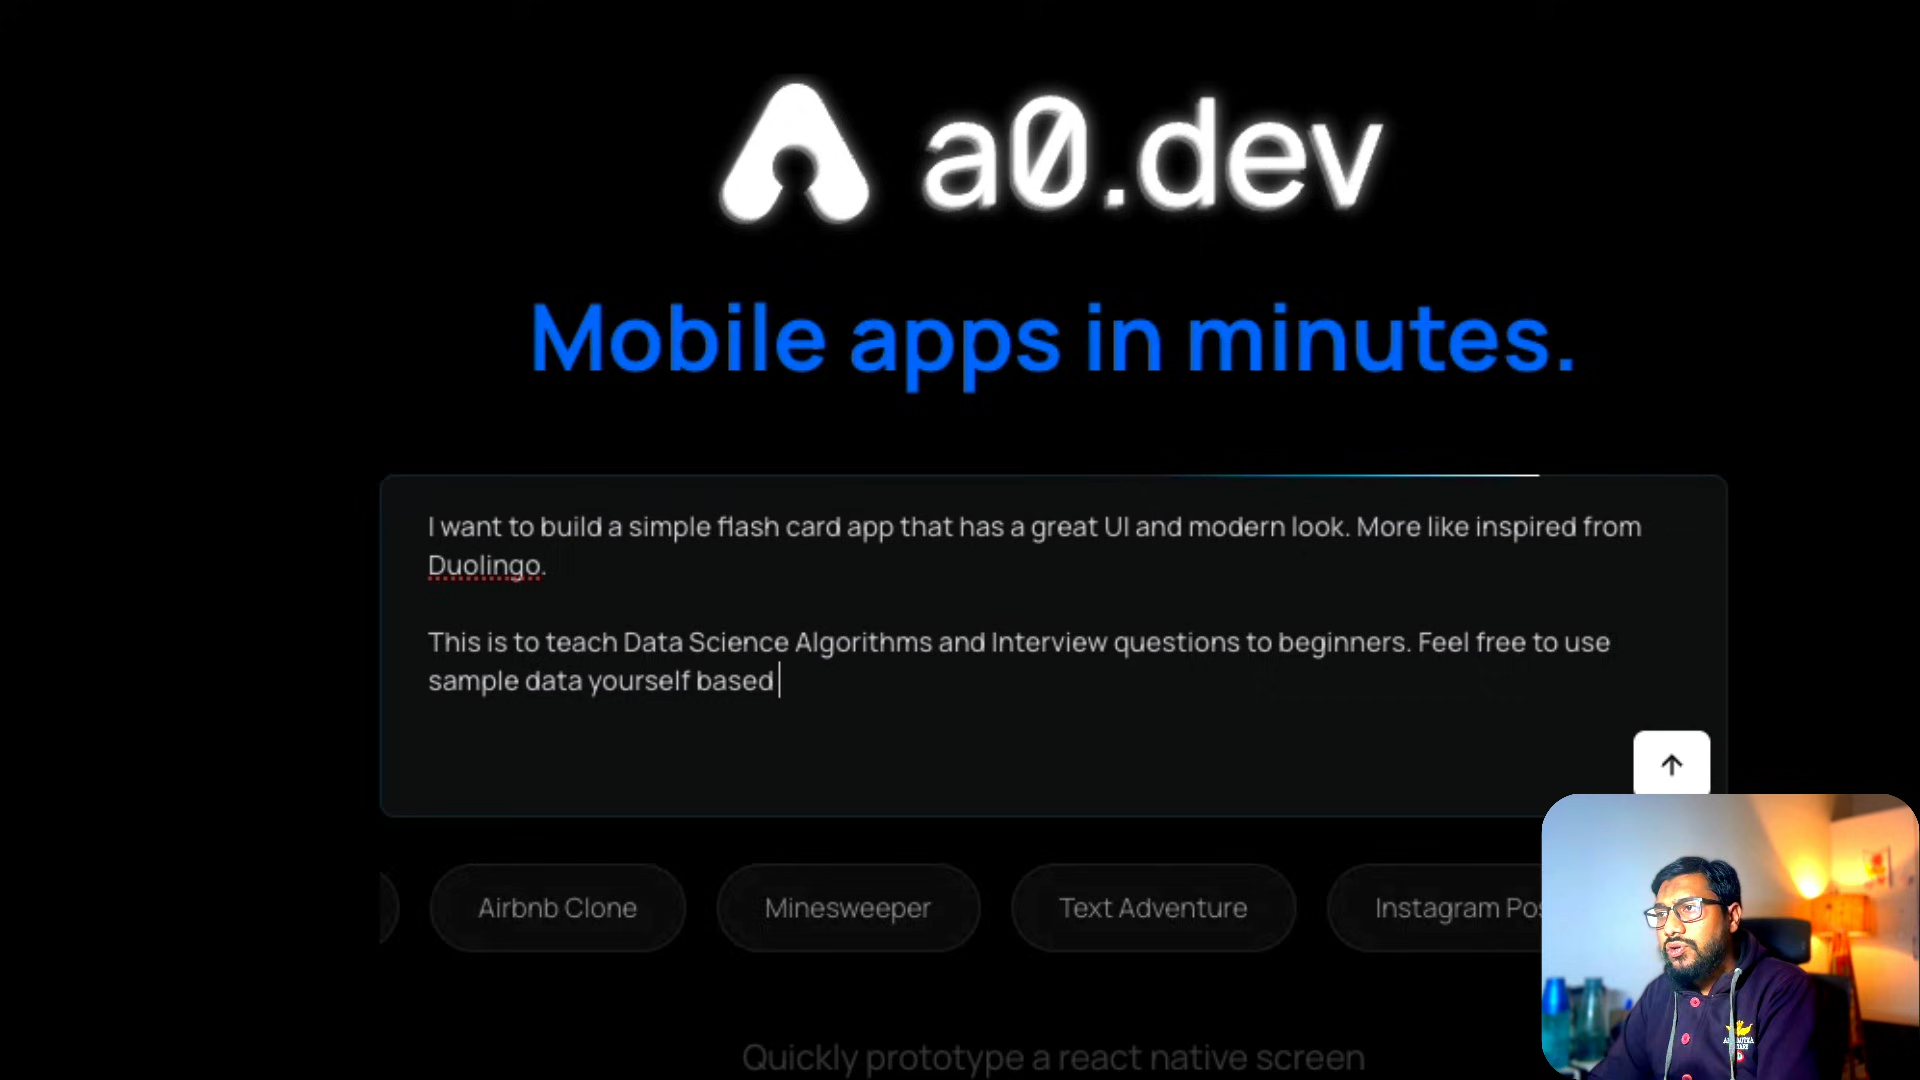 a0.dev
Mobile apps in minutes.
I want to build a simple flash card app that has a great UI and modern look. More like inspired from
Duolingo.
This is to teach Data Science Algorithms and Interview questions to beginners. Feel free to use
sample data yourself based
Airbnb Clone
Minesweeper
Text Adventure
Instagram Pos
Quickly prototype a react native screen